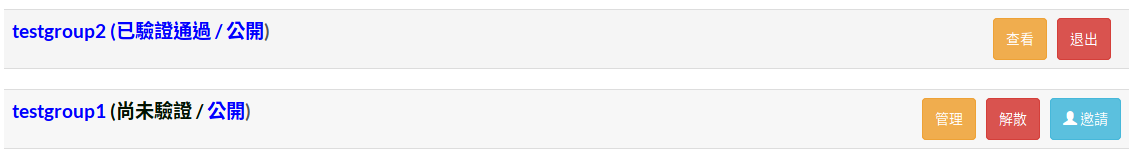 testgroup2 (已驗證通過 / 公開) 查看 退出
testgroup1 (尚未驗證 / 公開) 管理 解散 邀請